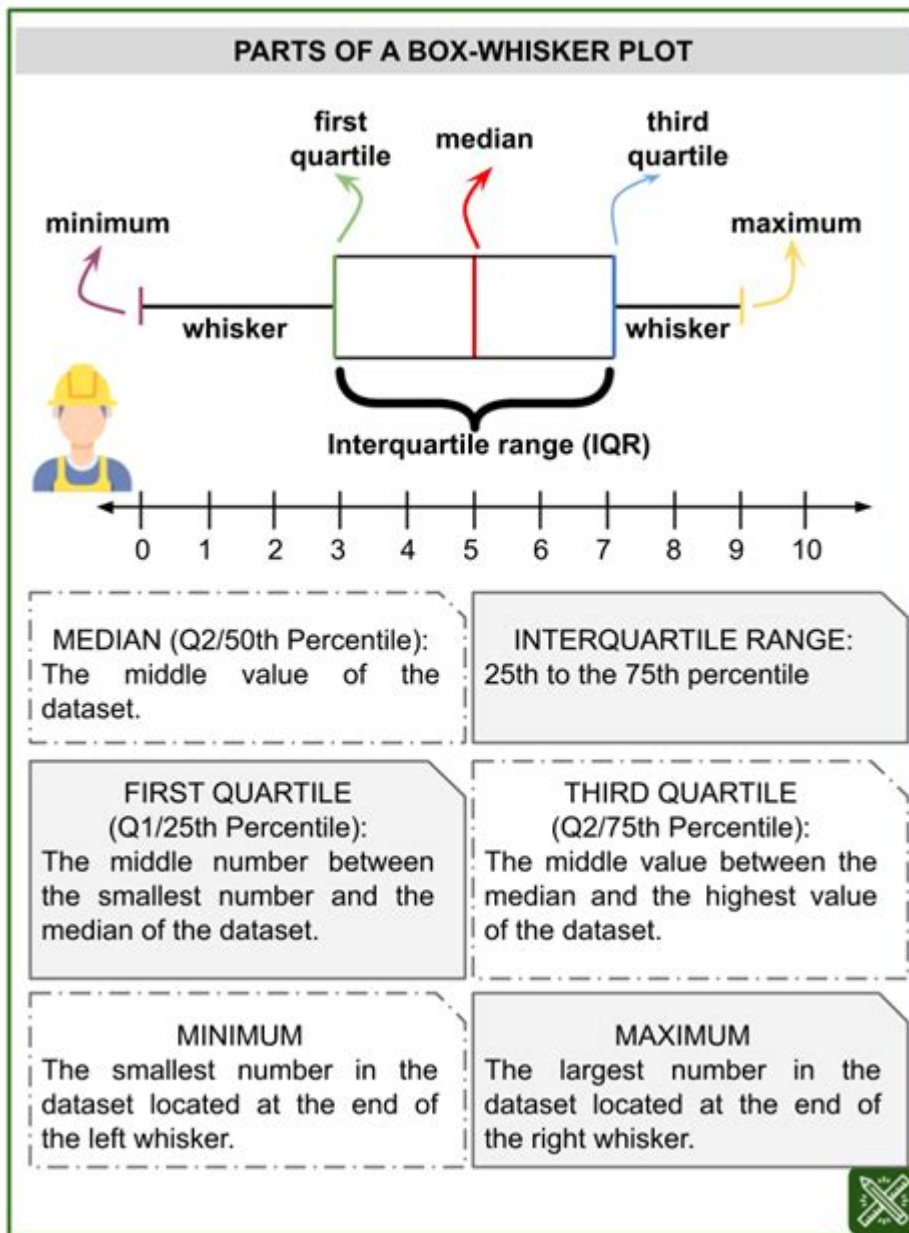 PARTS OF A BOX-WHISKER PLOT
first
quartile
median
third
quartile
minimum
maximum
whisker
whisker
Interquartile range (IQR)
0 1 2 3 4 5 6 7 8 9 10
MEDIAN (Q2/50th Percentile):
The middle value of the
dataset.
INTERQUARTILE RANGE:
25th to the 75th percentile
FIRST QUARTILE
(Q1/25th Percentile):
The middle number between
the smallest number and the
median of the dataset.
THIRD QUARTILE
(Q2/75th Percentile):
The middle value between the
median and the highest value
of the dataset.
MINIMUM
The smallest number in the
dataset located at the end of
the left whisker.
MAXIMUM
The largest number in the
dataset located at the end of
the right whisker.